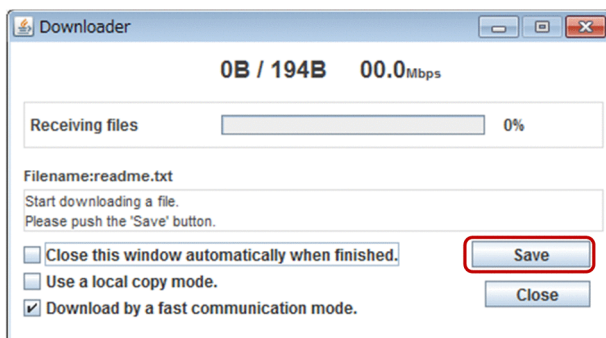 Downloader
0B / 194B 00.0Mbps
Receiving files 0%
Filename:readme.txt
Start downloading a file.
Please push the 'Save' button.
Close this window automatically when finished.
Save
Use a local copy mode.
Close
Download by a fast communication mode.